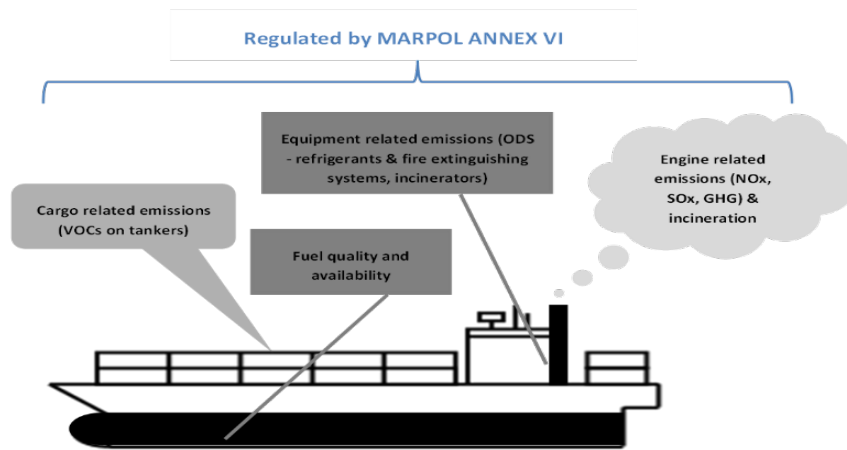 Regulated by MARPOL ANNEX VI
Equipment related emissions (ODS
- refrigerants & fire extinguishing
systems, incinerators)
Engine related
emissions (NOx,
SOx, GHG) &
incineration
Cargo related emissions
(VOCs on tankers)
Fuel quality and
availability